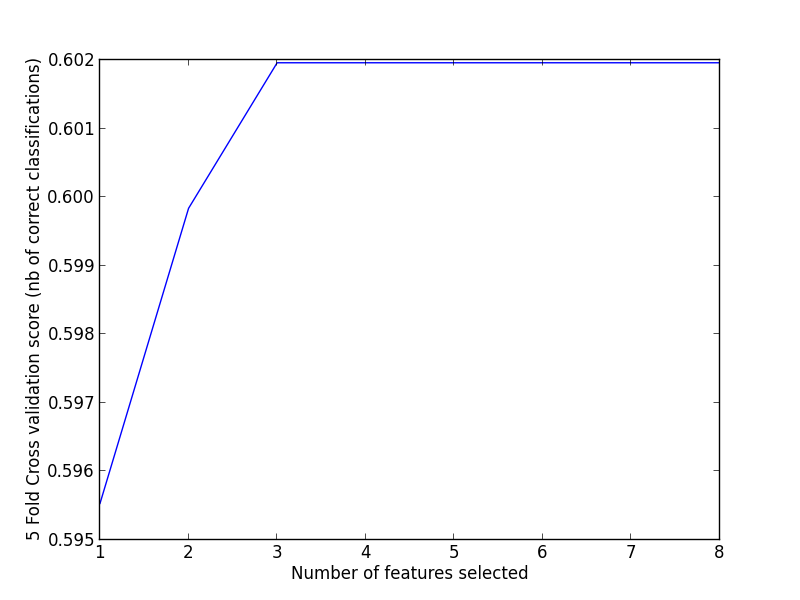 5 Fold Cross validation score (nb of correct classifications)
0.602
0.601
0.600
0.599
0.598
0.597
0.596
0.595
1 2 3 4 5 6 7 8
Number of features selected